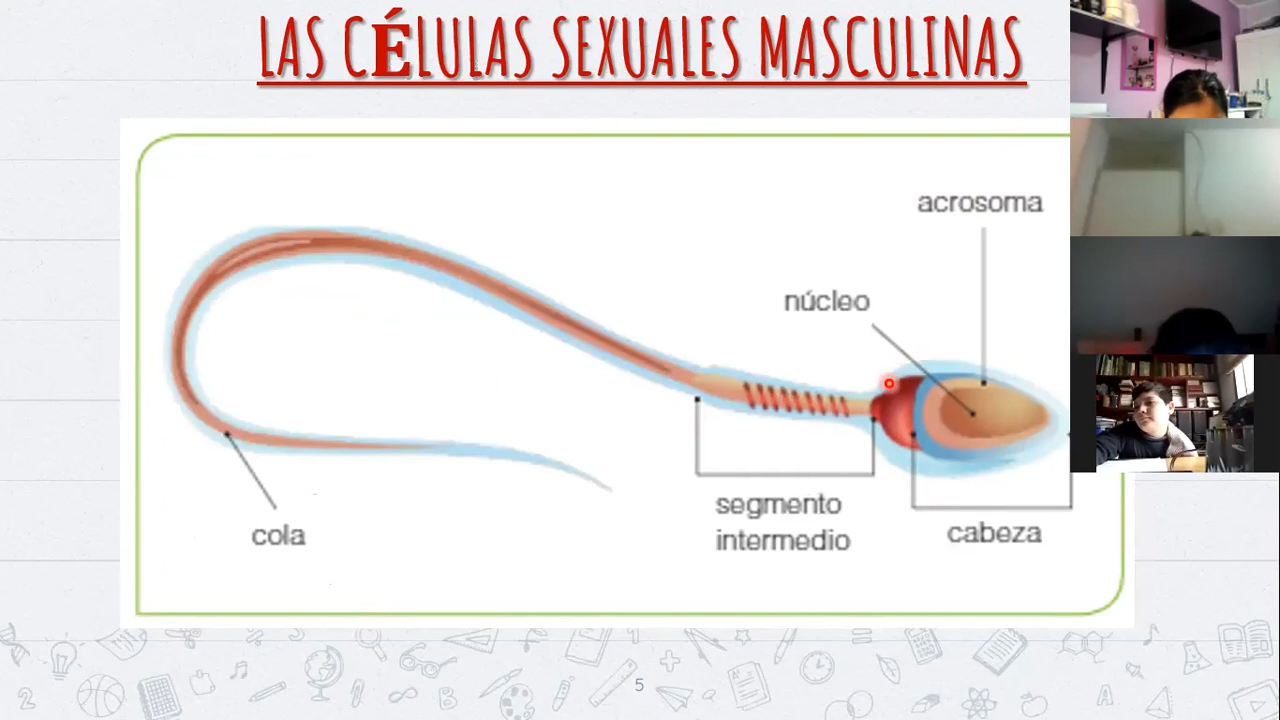 LAS CÉLULAS SEXUALES MASCULINAS
acrosoma
núcleo
segmento
intermedio
cabeza
cola
5